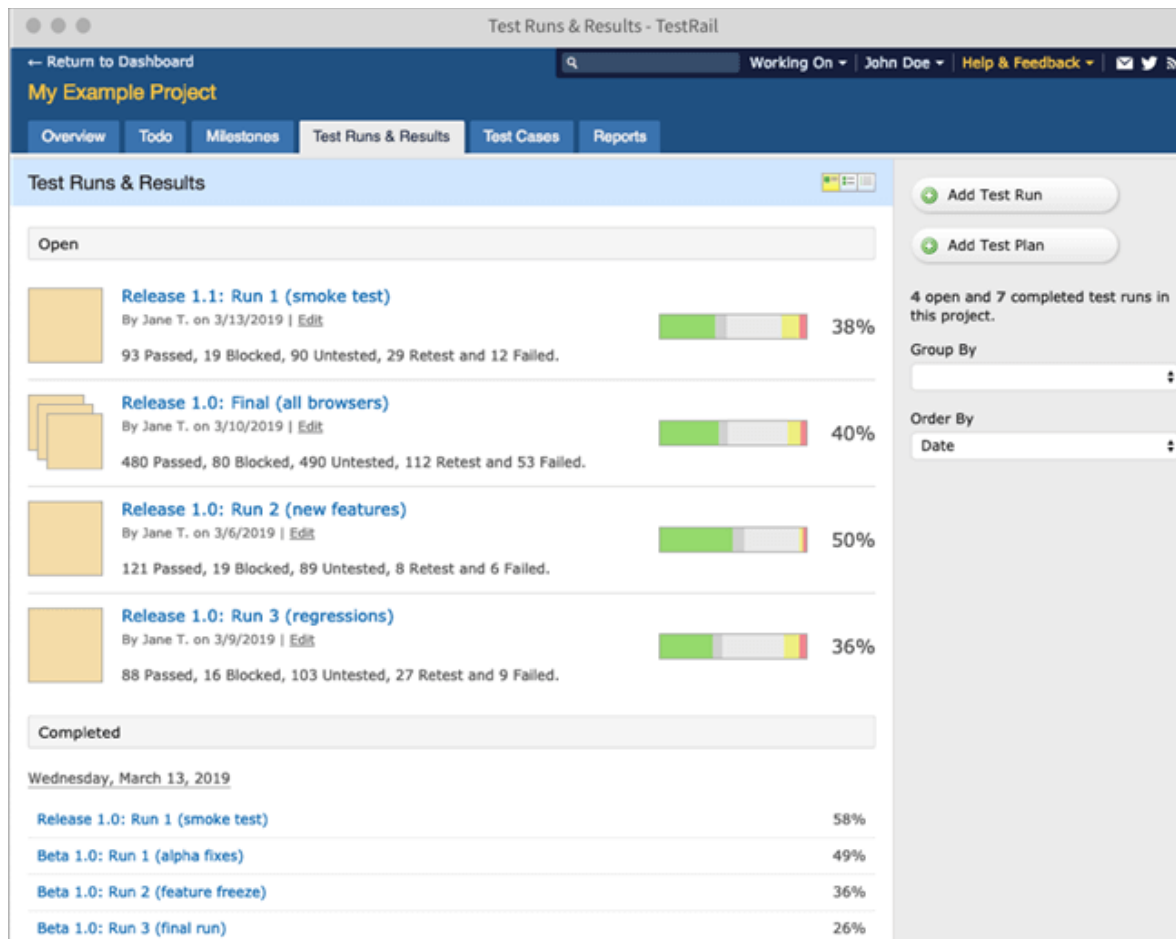 Test Runs & Results - TestRail
← Return to Dashboard
Working On
John Doe
Help & Feedback
My Example Project
Overview
Todo
Milestones
Test Runs & Results
Test Cases
Reports
Test Runs & Results
Add Test Run
Add Test Plan
4 open and 7 completed test runs in
this project.
Group By
Order By
Date
Open
Release 1.1: Run 1 (smoke test)
By Jane T. on 3/13/2019 | Edit
93 Passed, 19 Blocked, 90 Untested, 29 Retest and 12 Failed.
38%
Release 1.0: Final (all browsers)
By Jane T. on 3/10/2019 | Edit
480 Passed, 80 Blocked, 490 Untested, 112 Retest and 53 Failed.
40%
Release 1.0: Run 2 (new features)
By Jane T. on 3/6/2019 | Edit
121 Passed, 19 Blocked, 89 Untested, 8 Retest and 6 Failed.
50%
Release 1.0: Run 3 (regressions)
By Jane T. on 3/9/2019 | Edit
88 Passed, 16 Blocked, 103 Untested, 27 Retest and 9 Failed.
36%
Completed
Wednesday, March 13, 2019
Release 1.0: Run 1 (smoke test) 58%
Beta 1.0: Run 1 (alpha fixes) 49%
Beta 1.0: Run 2 (feature freeze) 36%
Beta 1.0: Run 3 (final run) 26%